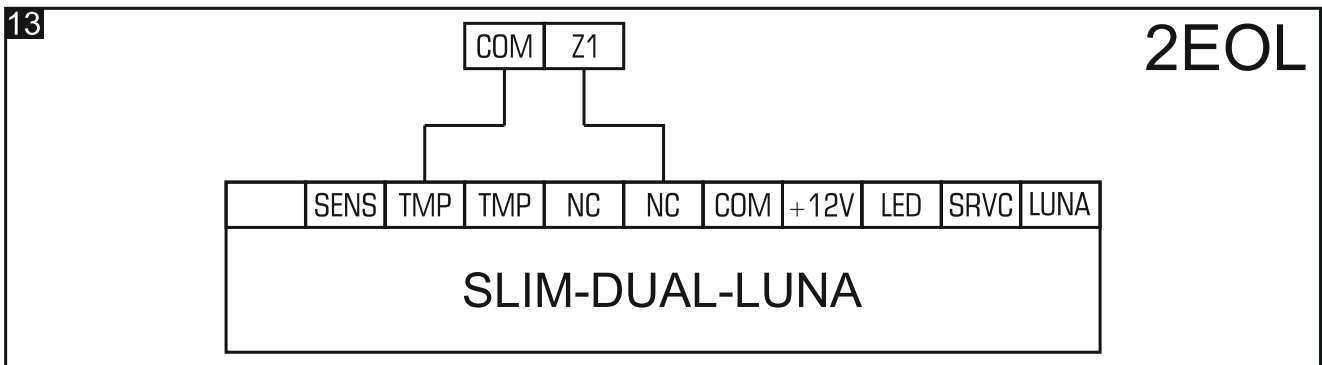 13
2EOL
COM Z1
SENS TMP TMP NC NC COM +12V LED SRVC LUNA
SLIM-DUAL-LUNA